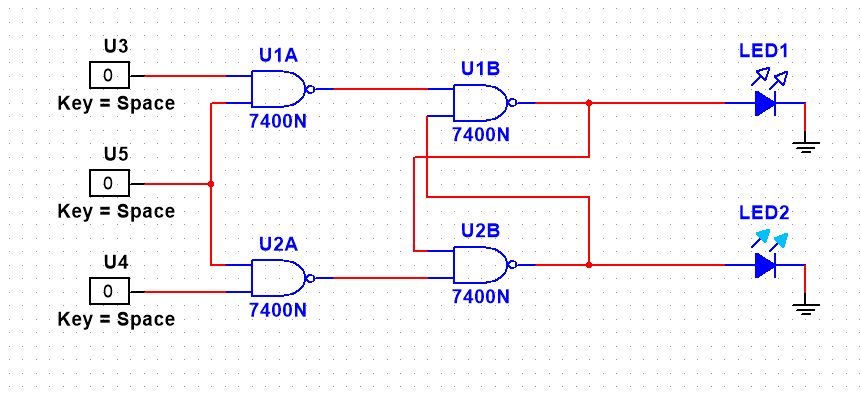 U3
0
Key = Space
U1A
7400N
U1B
7400N
LED1
U5
0
Key = Space
U4
0
Key = Space
U2A
7400N
U2B
7400N
LED2